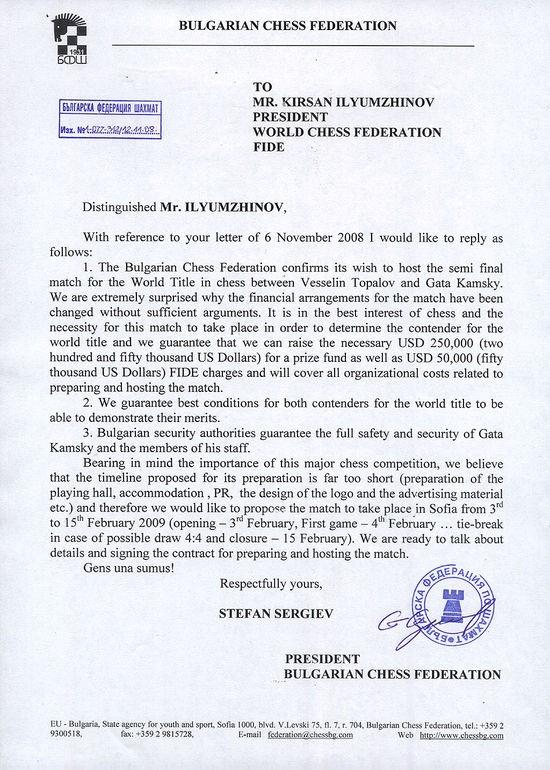 BULGARIAN CHESS FEDERATION
1931
БФШ
TO
MR. KIRSAN ILYUMZHINOV
PRESIDENT
WORLD CHESS FEDERATION
FIDE
БЪЛГАРСКА ФЕДЕРАЦИЯ ШАХМАТ
Изх. №
Distinguished Mr. ILYUMZHINOV,
With reference to your letter of 6 November 2008 I would like to reply as
follows:
1. The Bulgarian Chess Federation confirms its wish to host the semi final
match for the World Title in chess between Vesselin Topalov and Gata Kamsky.
We are extremely surprised why the financial arrangements for the match have been
changed without sufficient arguments. It is in the best interest of chess and the
necessity for this match to take place in order to determine the contender for the
world title and we guarantee that we can raise the necessary USD 250,000 (two
hundred and fifty thousand US Dollars) for a prize fund as well as USD 50,000 (fifty
thousand US Dollars) FIDE charges and will cover all organizational costs related to
preparing and hosting the match.
2. We guarantee best conditions for both contenders for the world title to be
able to demonstrate their merits.
3. Bulgarian security authorities guarantee the full safety and security of Gata
Kamsky and the members of his staff.
Bearing in mind the importance of this major chess competition, we believe
that the timeline proposed for its preparation is far too short (preparation of the
playing hall, accommodation , PR, the design of the logo and the advertising material
etc.) and therefore we would like to propose the match to take place in Sofia from 3rd
to 15th February 2009 (opening – 3rd February, First game – 4th February … tie-break
in case of possible draw 4:4 and closure – 15 February). We are ready to talk about
details and signing the contract for preparing and hosting the match.
Gens una sumus!
Respectfully yours,
STEFAN SERGIEV
БЪЛГАРСКА ФЕДЕРАЦИЯ ПО ШАХМАТ
PRESIDENT
BULGARIAN CHESS FEDERATION
EU - Bulgaria, State agency for youth and sport, Sofia 1000, blvd. V.Levski 75, fl. 7, r. 704, Bulgarian Chess Federation, tel.: +359 2
9300518, fax: +359 2 9815728, E-mail federation@chessbg.com Web http://www.chessbg.com